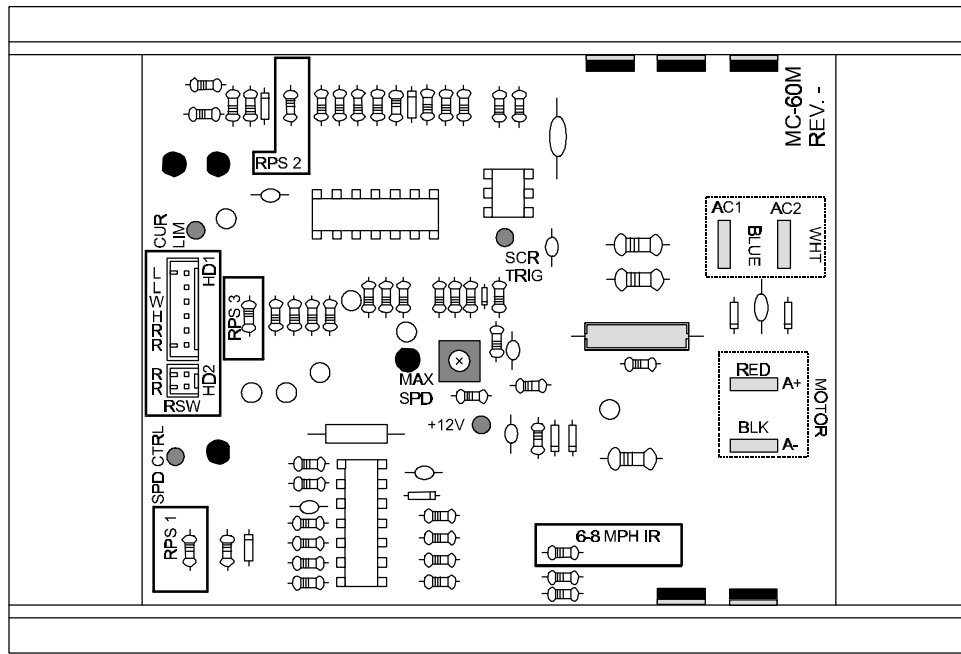 MC-60M
REV. -
RPS 2
CUR
LIM
SCR
TRIG
AC1
AC2
BLUE
WHT
L
L
W
H
R
R
HD1
RPS 3
R
R
HD2
RSW
MAX
SPD
+12V
RED
A+
BLK
A-
MOTOR
SPD CTRL
RPS 1
6-8 MPH IR